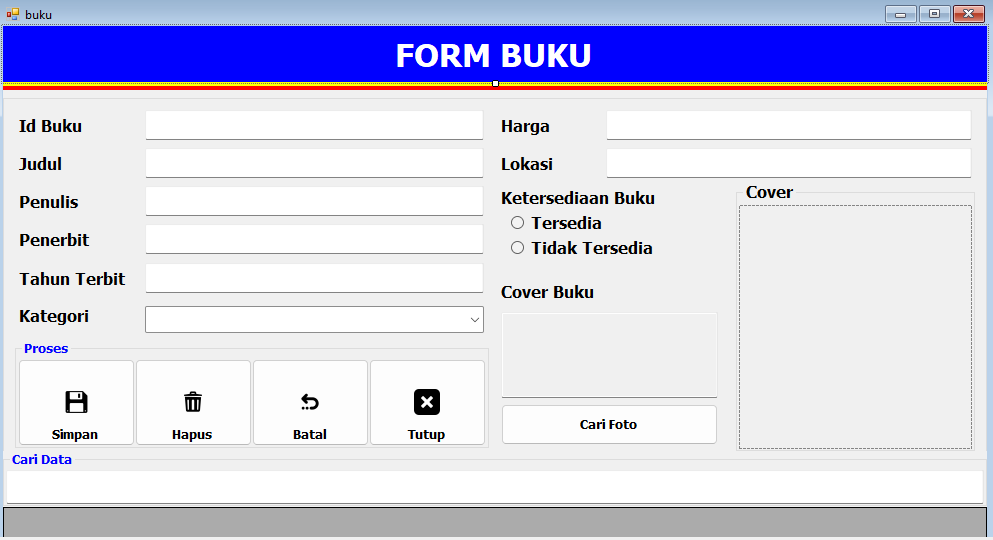 buku
FORM BUKU
Id Buku
Judul
Penulis
Penerbit
Tahun Terbit
Kategori
Harga
Lokasi
Ketersediaan Buku
Tersedia
Tidak Tersedia
Cover Buku
Cari Foto
Cover
Proses
Simpan
Hapus
Batal
Tutup
Cari Data